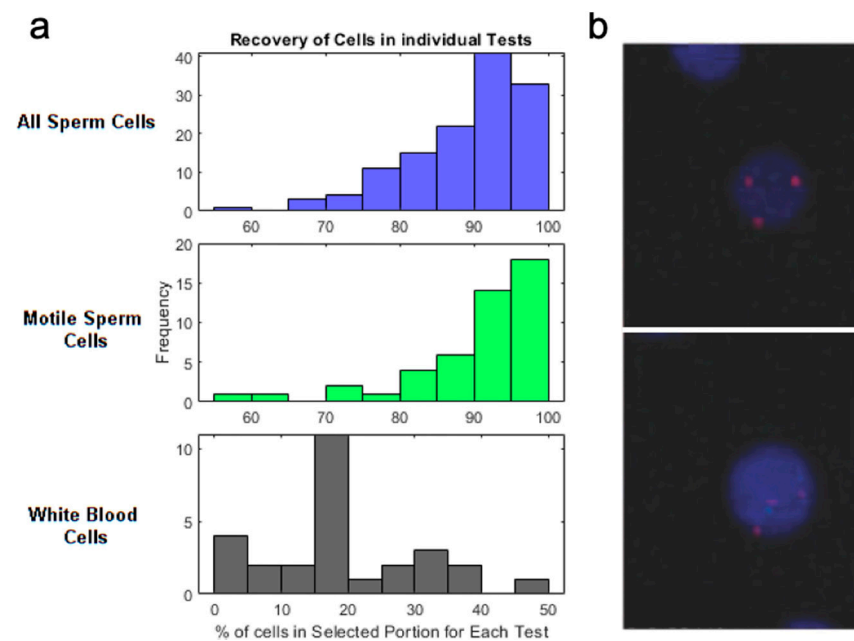 a
b
Recovery of Cells in individual Tests
All Sperm Cells
40
30
20
10
0
60 70 80 90 100
Motile Sperm
Cells
Frequency
20
15
10
5
0
60 70 80 90 100
White Blood
Cells
10
5
0
0 10 20 30 40 50
% of cells in Selected Portion for Each Test